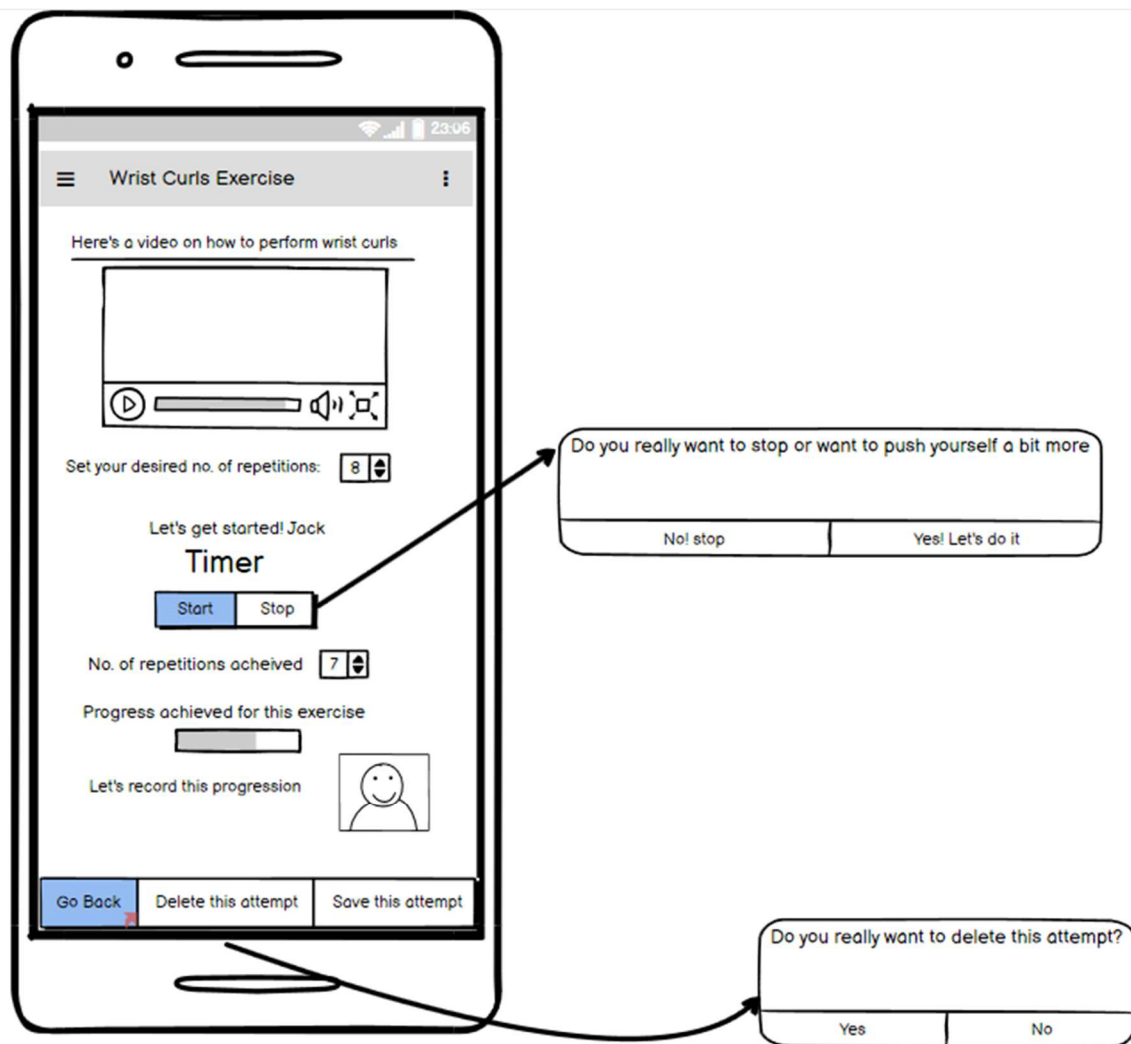 23:06
Wrist Curls Exercise
Here's a video on how to perform wrist curls
Set your desired no. of repetitions: 8
Let's get started! Jack
Timer
Start Stop
No. of repetitions acheived 7
Progress achieved for this exercise
Let's record this progression
Go Back Delete this attempt Save this attempt
Do you really want to stop or want to push yourself a bit more
No! stop Yes! Let's do it
Do you really want to delete this attempt?
Yes No